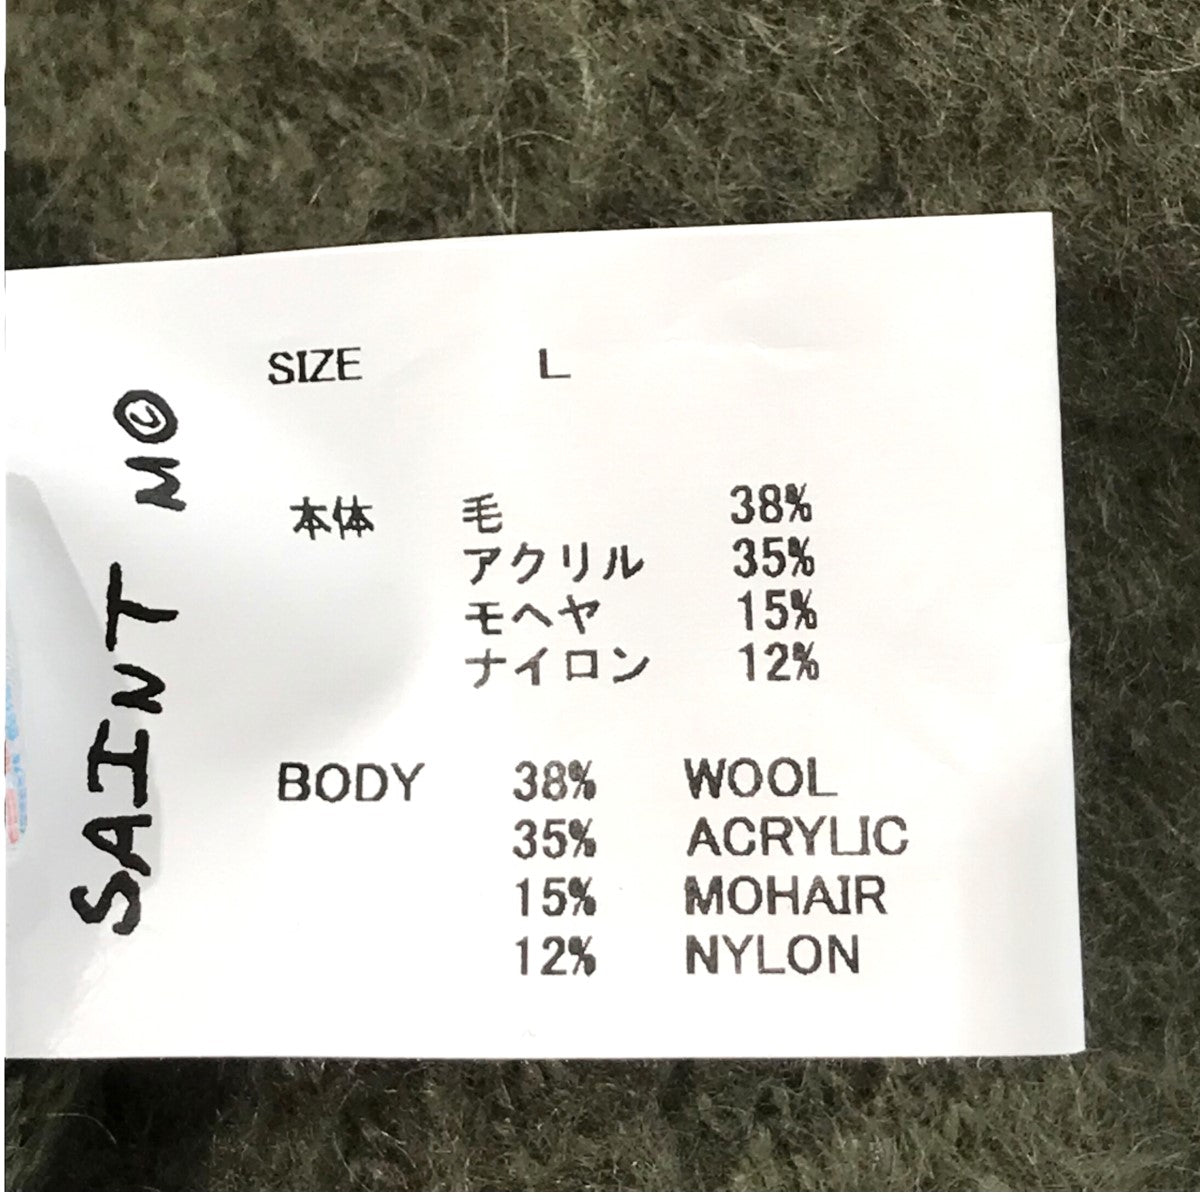 SAINT M©
SIZE L
本体 毛 38%
アクリル 35%
モヘヤ 15%
ナイロン 12%
BODY 38% WOOL
35% ACRYLIC
15% MOHAIR
12% NYLON